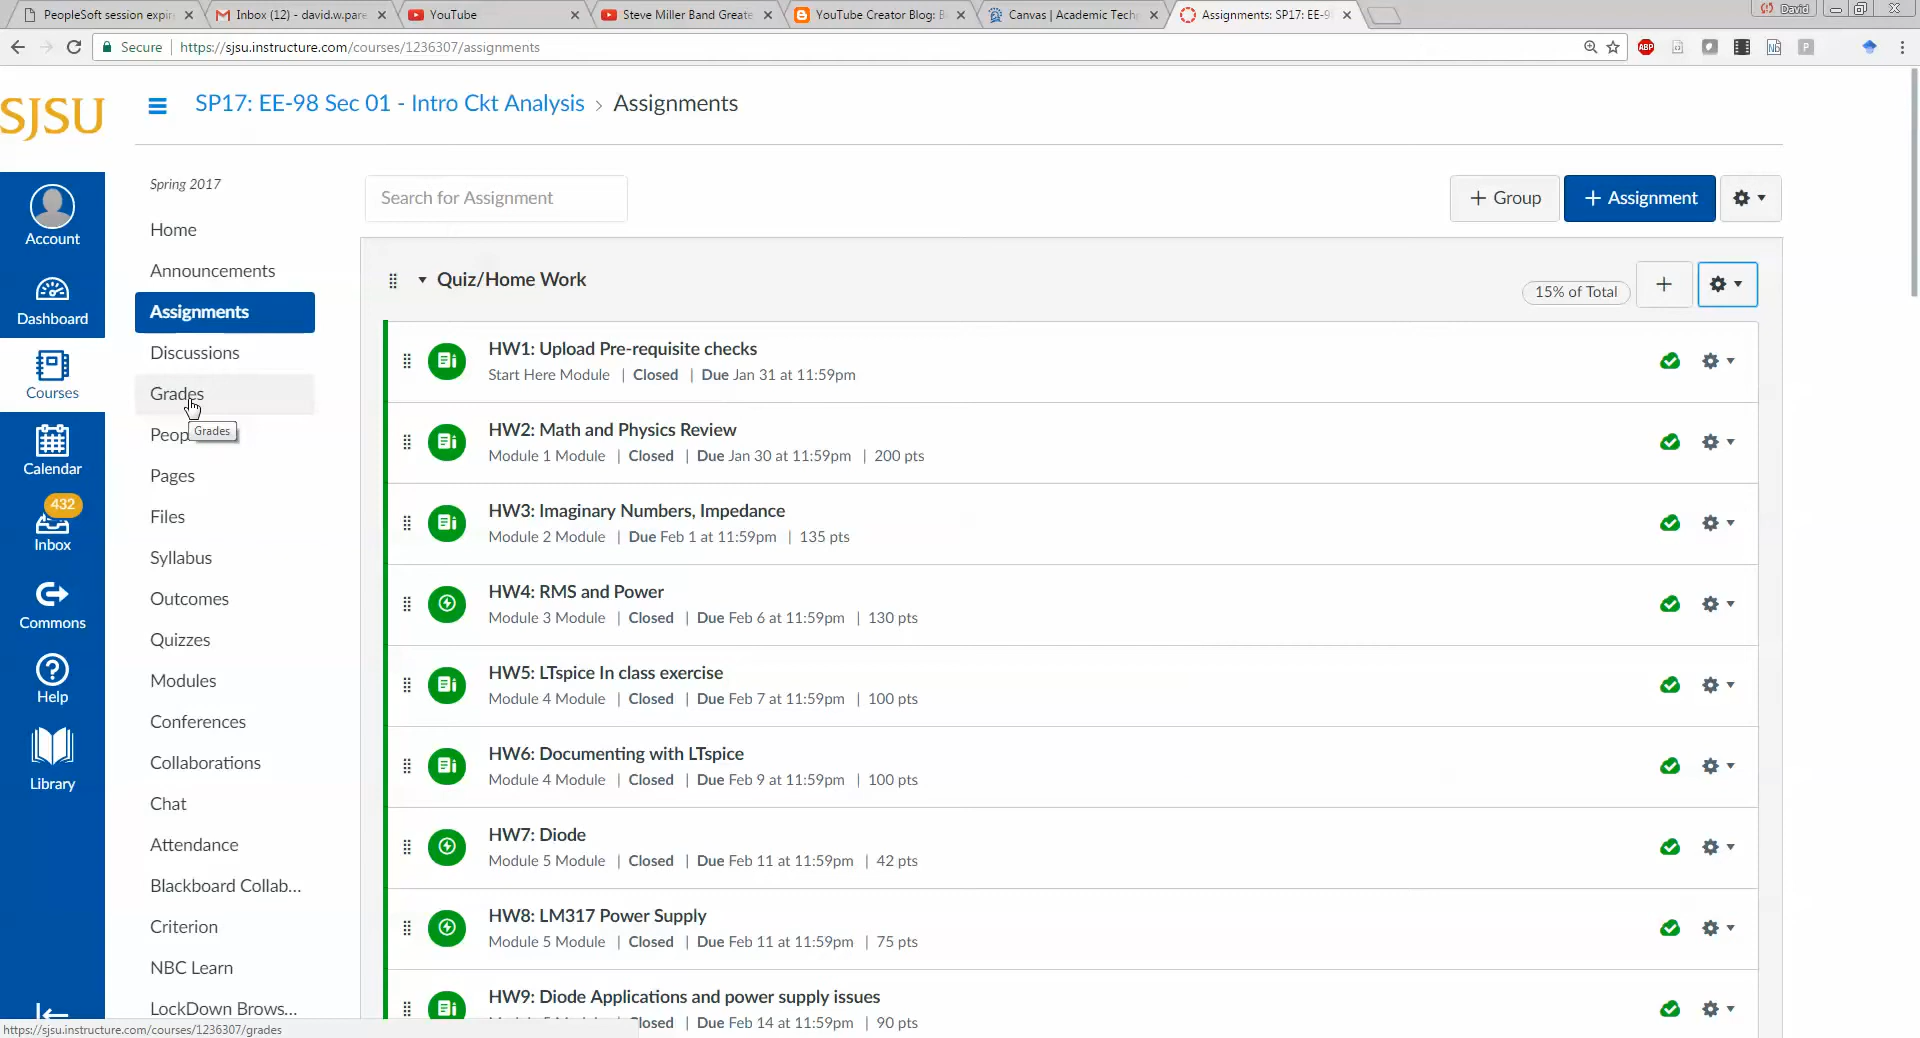 PeopleSoft session expir
Inbox (12) - david.w.pare
YouTube
Steve Miller Band Greate
YouTube Creator Blog: B
Canvas | Academic Tech
Assignments: SP17: EE-9
David
Secure
https://sjsu.instructure.com/courses/1236307/assignments
ABP
SJSU
SP17: EE-98 Sec 01 - Intro Ckt Analysis > Assignments
Spring 2017
Search for Assignment
+ Group
+ Assignment
Account
Dashboard
Courses
Calendar
432
Inbox
Commons
Help
Library
Home
Announcements
Assignments
Discussions
Grades
Grades
Peop
Pages
Files
Syllabus
Outcomes
Quizzes
Modules
Conferences
Collaborations
Chat
Attendance
Blackboard Collab...
Criterion
NBC Learn
LockDown Brows...
Quiz/Home Work
15% of Total
HW1: Upload Pre-requisite checks
Start Here Module | Closed | Due Jan 31 at 11:59pm
HW2: Math and Physics Review
Module 1 Module | Closed | Due Jan 30 at 11:59pm | 200 pts
HW3: Imaginary Numbers, Impedance
Module 2 Module | Due Feb 1 at 11:59pm | 135 pts
HW4: RMS and Power
Module 3 Module | Closed | Due Feb 6 at 11:59pm | 130 pts
HW5: LTspice In class exercise
Module 4 Module | Closed | Due Feb 7 at 11:59pm | 100 pts
HW6: Documenting with LTspice
Module 4 Module | Closed | Due Feb 9 at 11:59pm | 100 pts
HW7: Diode
Module 5 Module | Closed | Due Feb 11 at 11:59pm | 42 pts
HW8: LM317 Power Supply
Module 5 Module | Closed | Due Feb 11 at 11:59pm | 75 pts
HW9: Diode Applications and power supply issues
Closed | Due Feb 14 at 11:59pm | 90 pts
https://sjsu.instructure.com/courses/1236307/grades